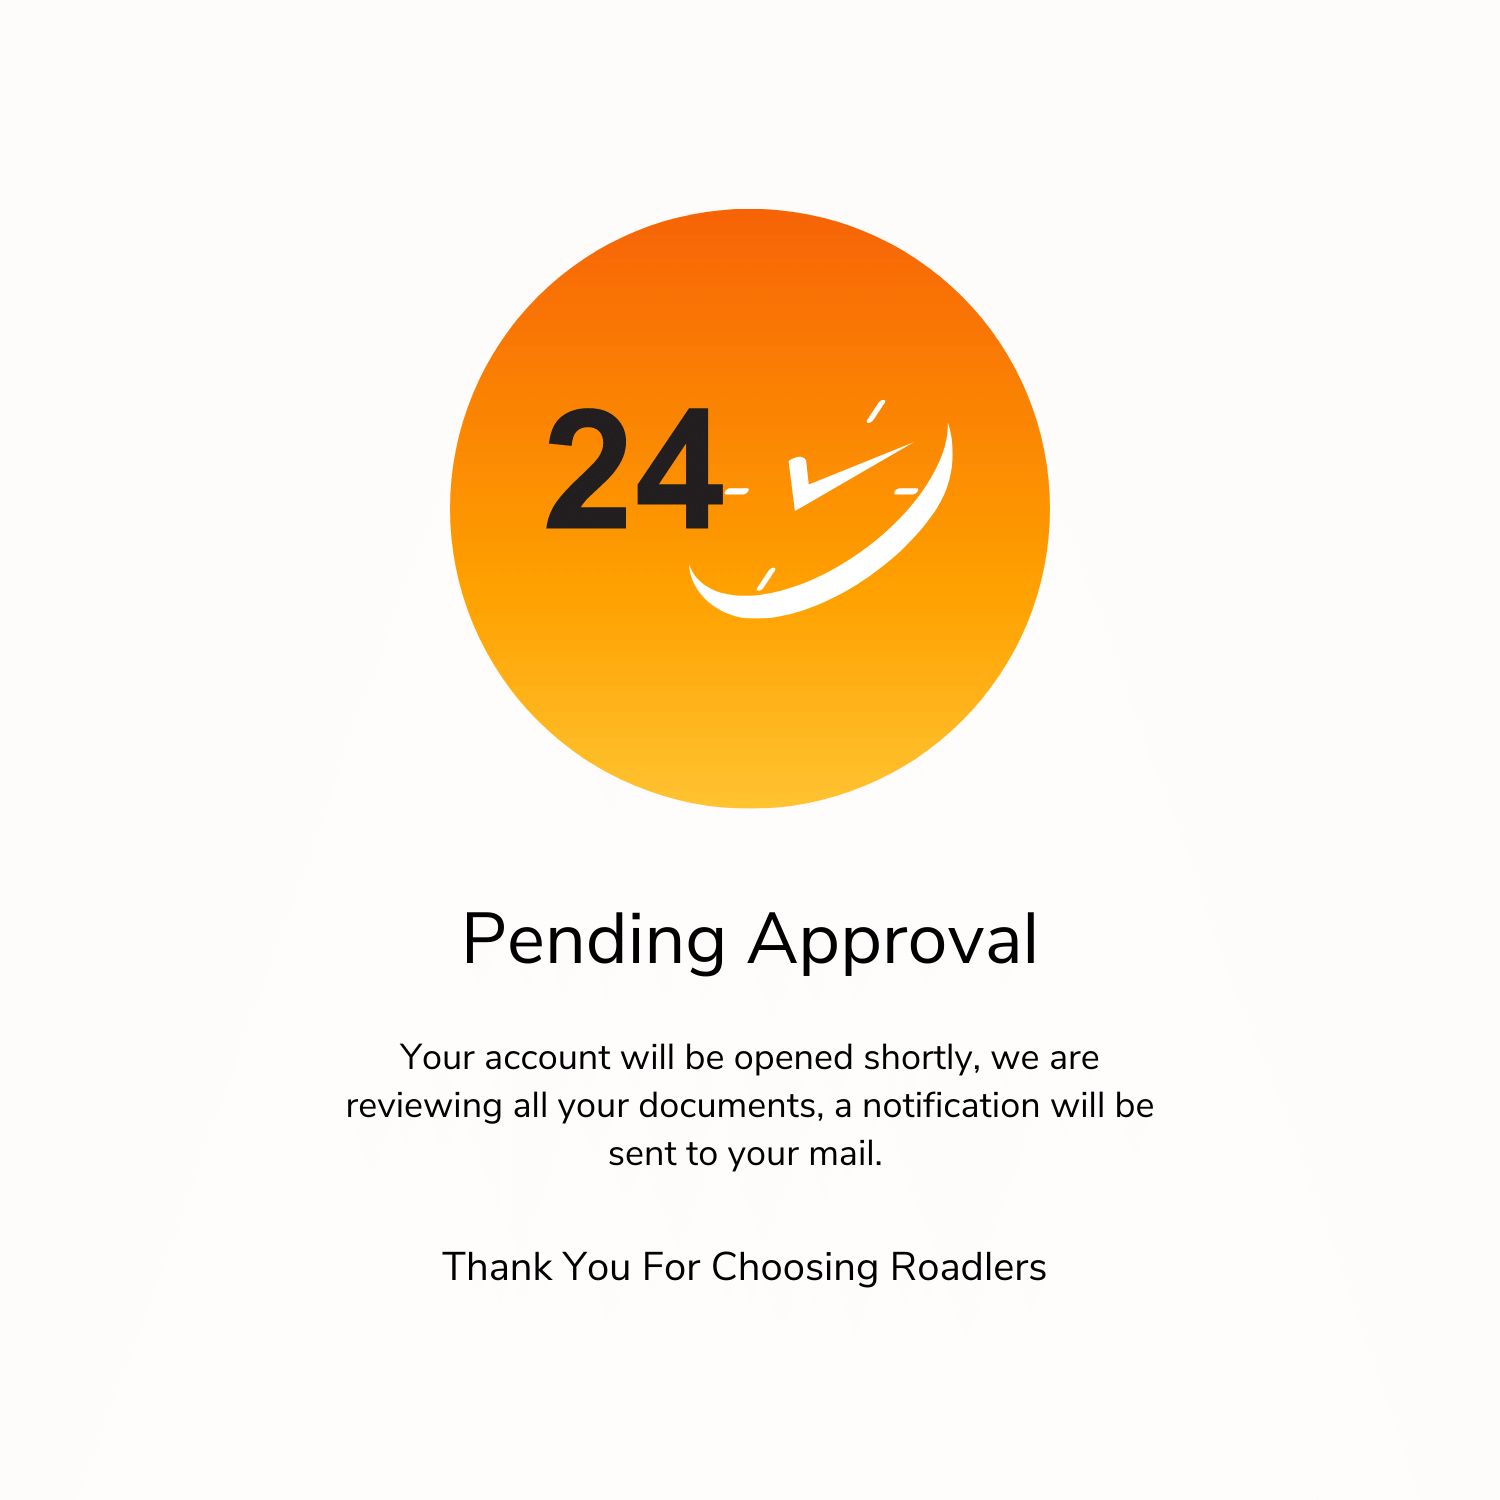 24
Pending Approval
Your account will be opened shortly, we are
reviewing all your documents, a notification will be
sent to your mail.
Thank You For Choosing Roadlers